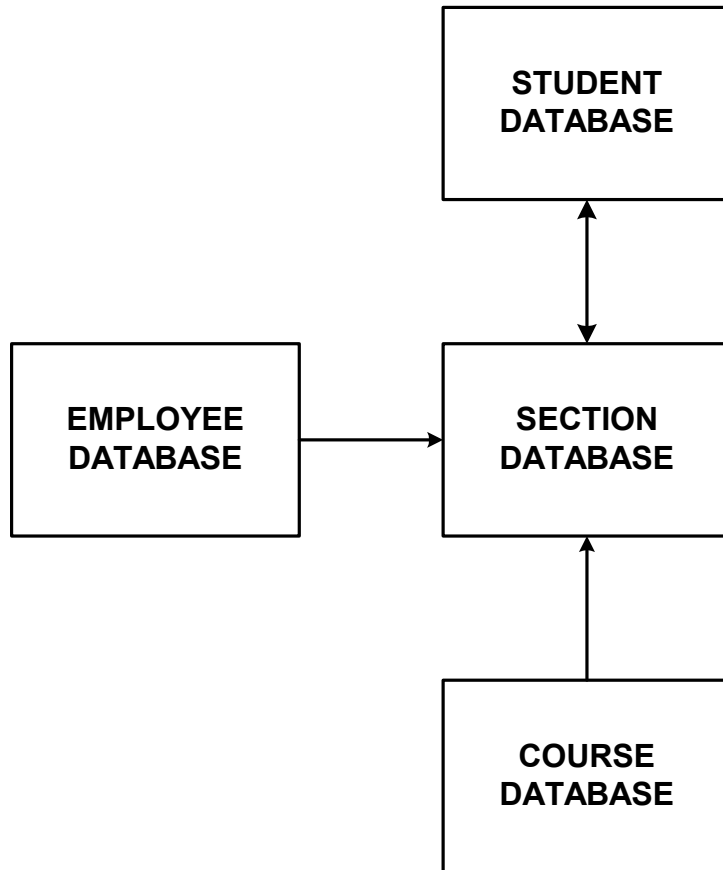 STUDENT
DATABASE
EMPLOYEE
DATABASE
SECTION
DATABASE
COURSE
DATABASE